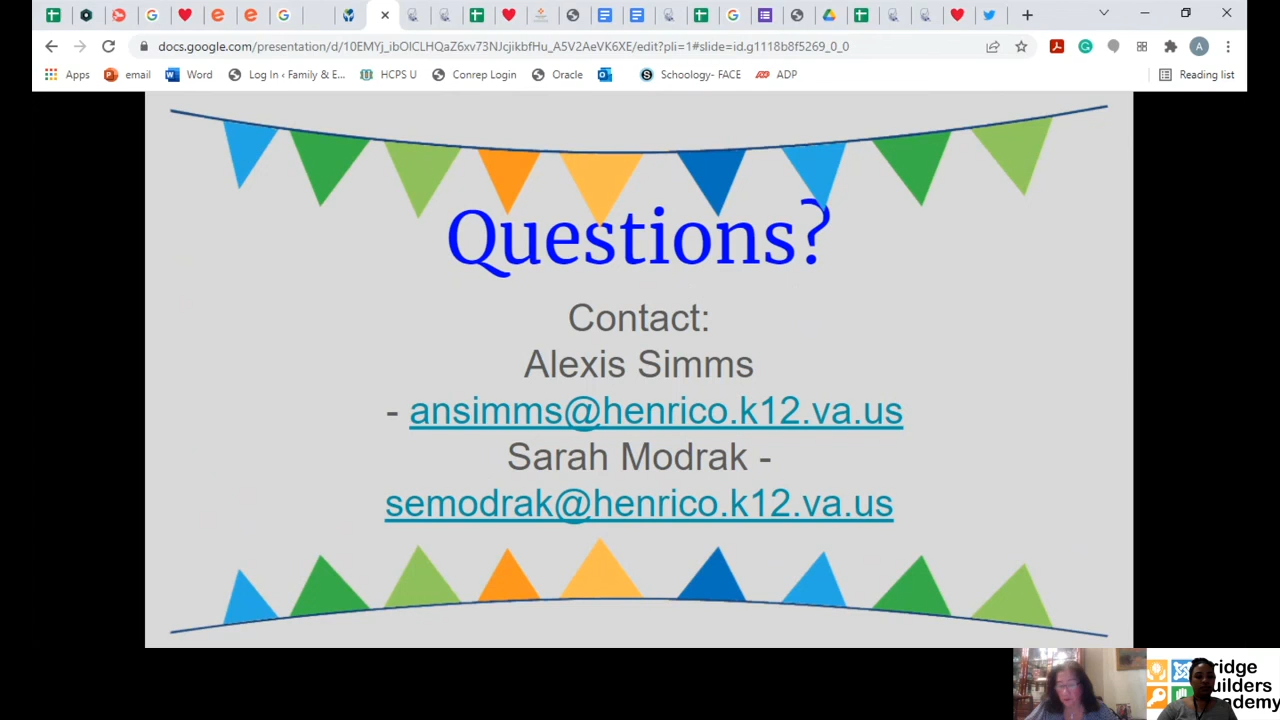 docs.google.com/presentation/d/10EMYj_ibOICLHQaZ6xv73NJcjikbfHu_A5V2AeVK6XE/edit?pli=1#slide=id.g1118b8f5269_0_0
A
Apps email Word Log In ‹ Family & E... HCPS U Conrep Login Oracle Schoology- FACE ADP Reading list
Questions?
Contact:
Alexis Simms
- ansimms@henrico.k12.va.us
Sarah Modrak -
semodrak@henrico.k12.va.us